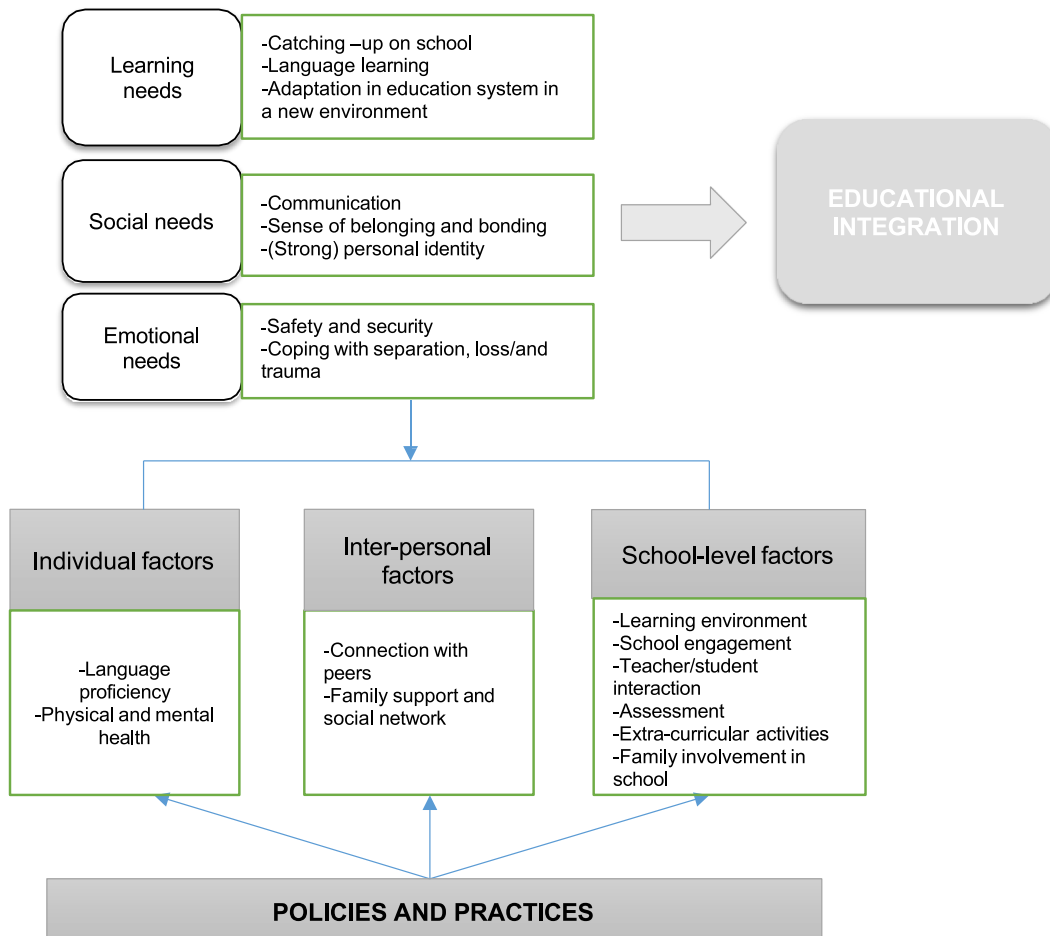 Learning
needs
-Catching –up on school
-Language learning
-Adaptation in education system in
a new environment
Social needs
-Communication
-Sense of belonging and bonding
-(Strong) personal identity
EDUCATIONAL
INTEGRATION
Emotional
needs
-Safety and security
-Coping with separation, loss/and
trauma
Individual factors
-Language
proficiency
-Physical and mental
health
Inter-personal
factors
-Connection with
peers
-Family support and
social network
School-level factors
-Learning environment
-School engagement
-Teacher/student
interaction
-Assessment
-Extra-curricular activities
-Family involvement in
school
POLICIES AND PRACTICES